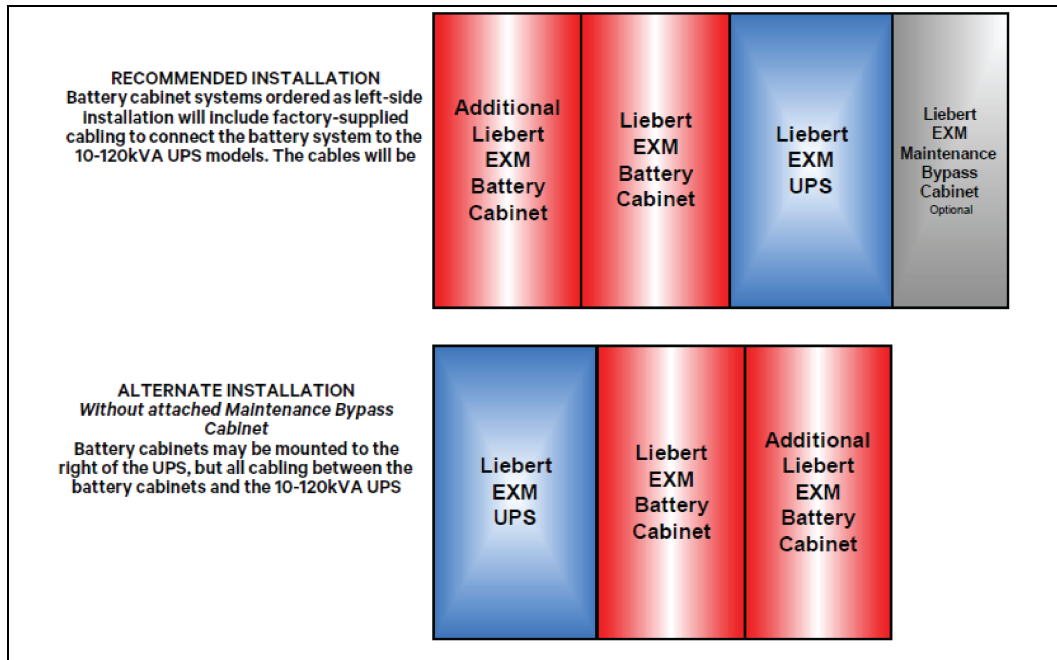 RECOMMENDED INSTALLATION
Battery cabinet systems ordered as left-side
installation will include factory-supplied
cabling to connect the battery system to the
10-120kVA UPS models. The cables will be
Additional
Liebert
EXM
Battery
Cabinet
Liebert
EXM
Battery
Cabinet
Liebert
EXM
UPS
Liebert
EXM
Maintenance
Bypass
Cabinet
Optional
ALTERNATE INSTALLATION
Without attached Maintenance Bypass
Cabinet
Battery cabinets may be mounted to the
right of the UPS, but all cabling between the
battery cabinets and the 10-120kVA UPS
Liebert
EXM
UPS
Liebert
EXM
Battery
Cabinet
Additional
Liebert
EXM
Battery
Cabinet